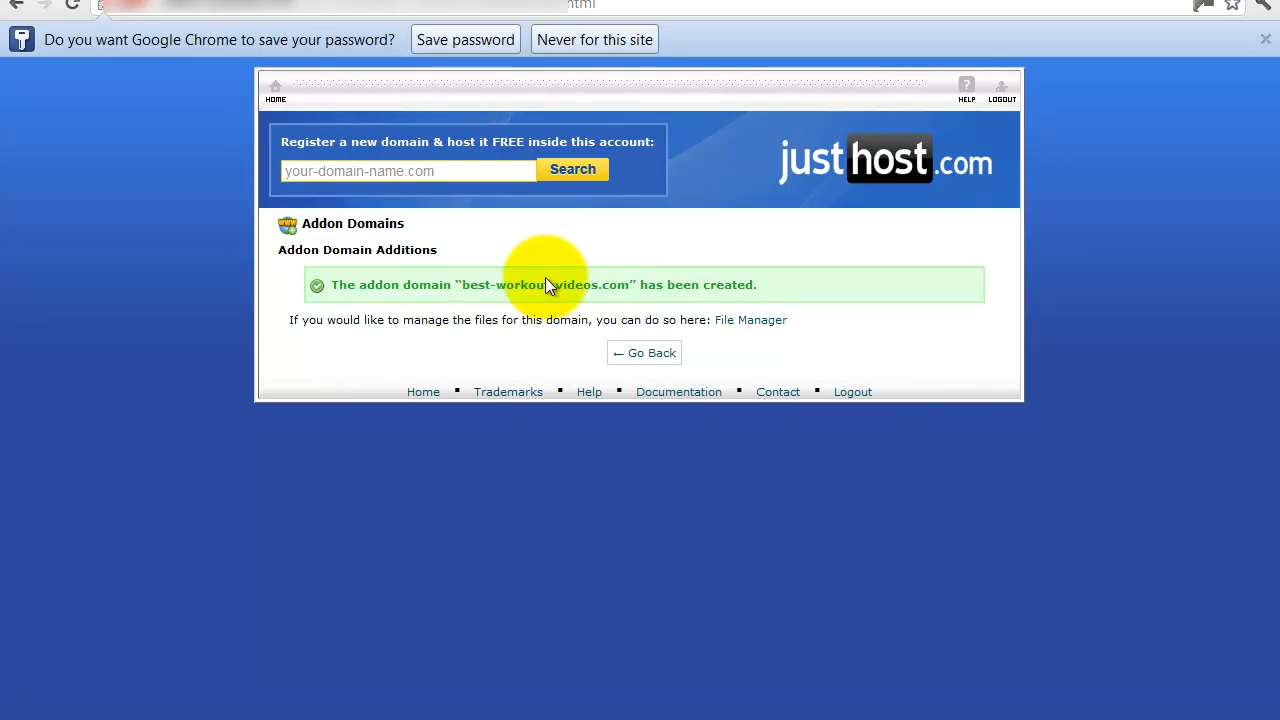 html
Do you want Google Chrome to save your password? Save password Never for this site
HOME HELP LOGOUT
Register a new domain & host it FREE inside this account:
your-domain-name.com Search
justhost.com
Addon Domains
Addon Domain Additions
The addon domain “best-workout-videos.com” has been created.
If you would like to manage the files for this domain, you can do so here: File Manager
← Go Back
Home ▪ Trademarks ▪ Help ▪ Documentation ▪ Contact ▪ Logout